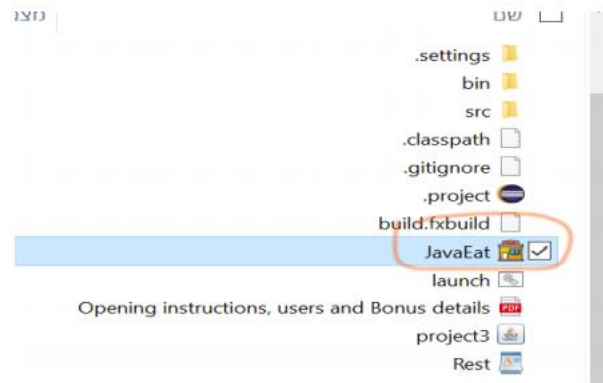 שם
.settings
bin
src
.classpath
.gitignore
.project
build.fxbuild
JavaEat
launch
Opening instructions, users and Bonus details PDF
project3
Rest